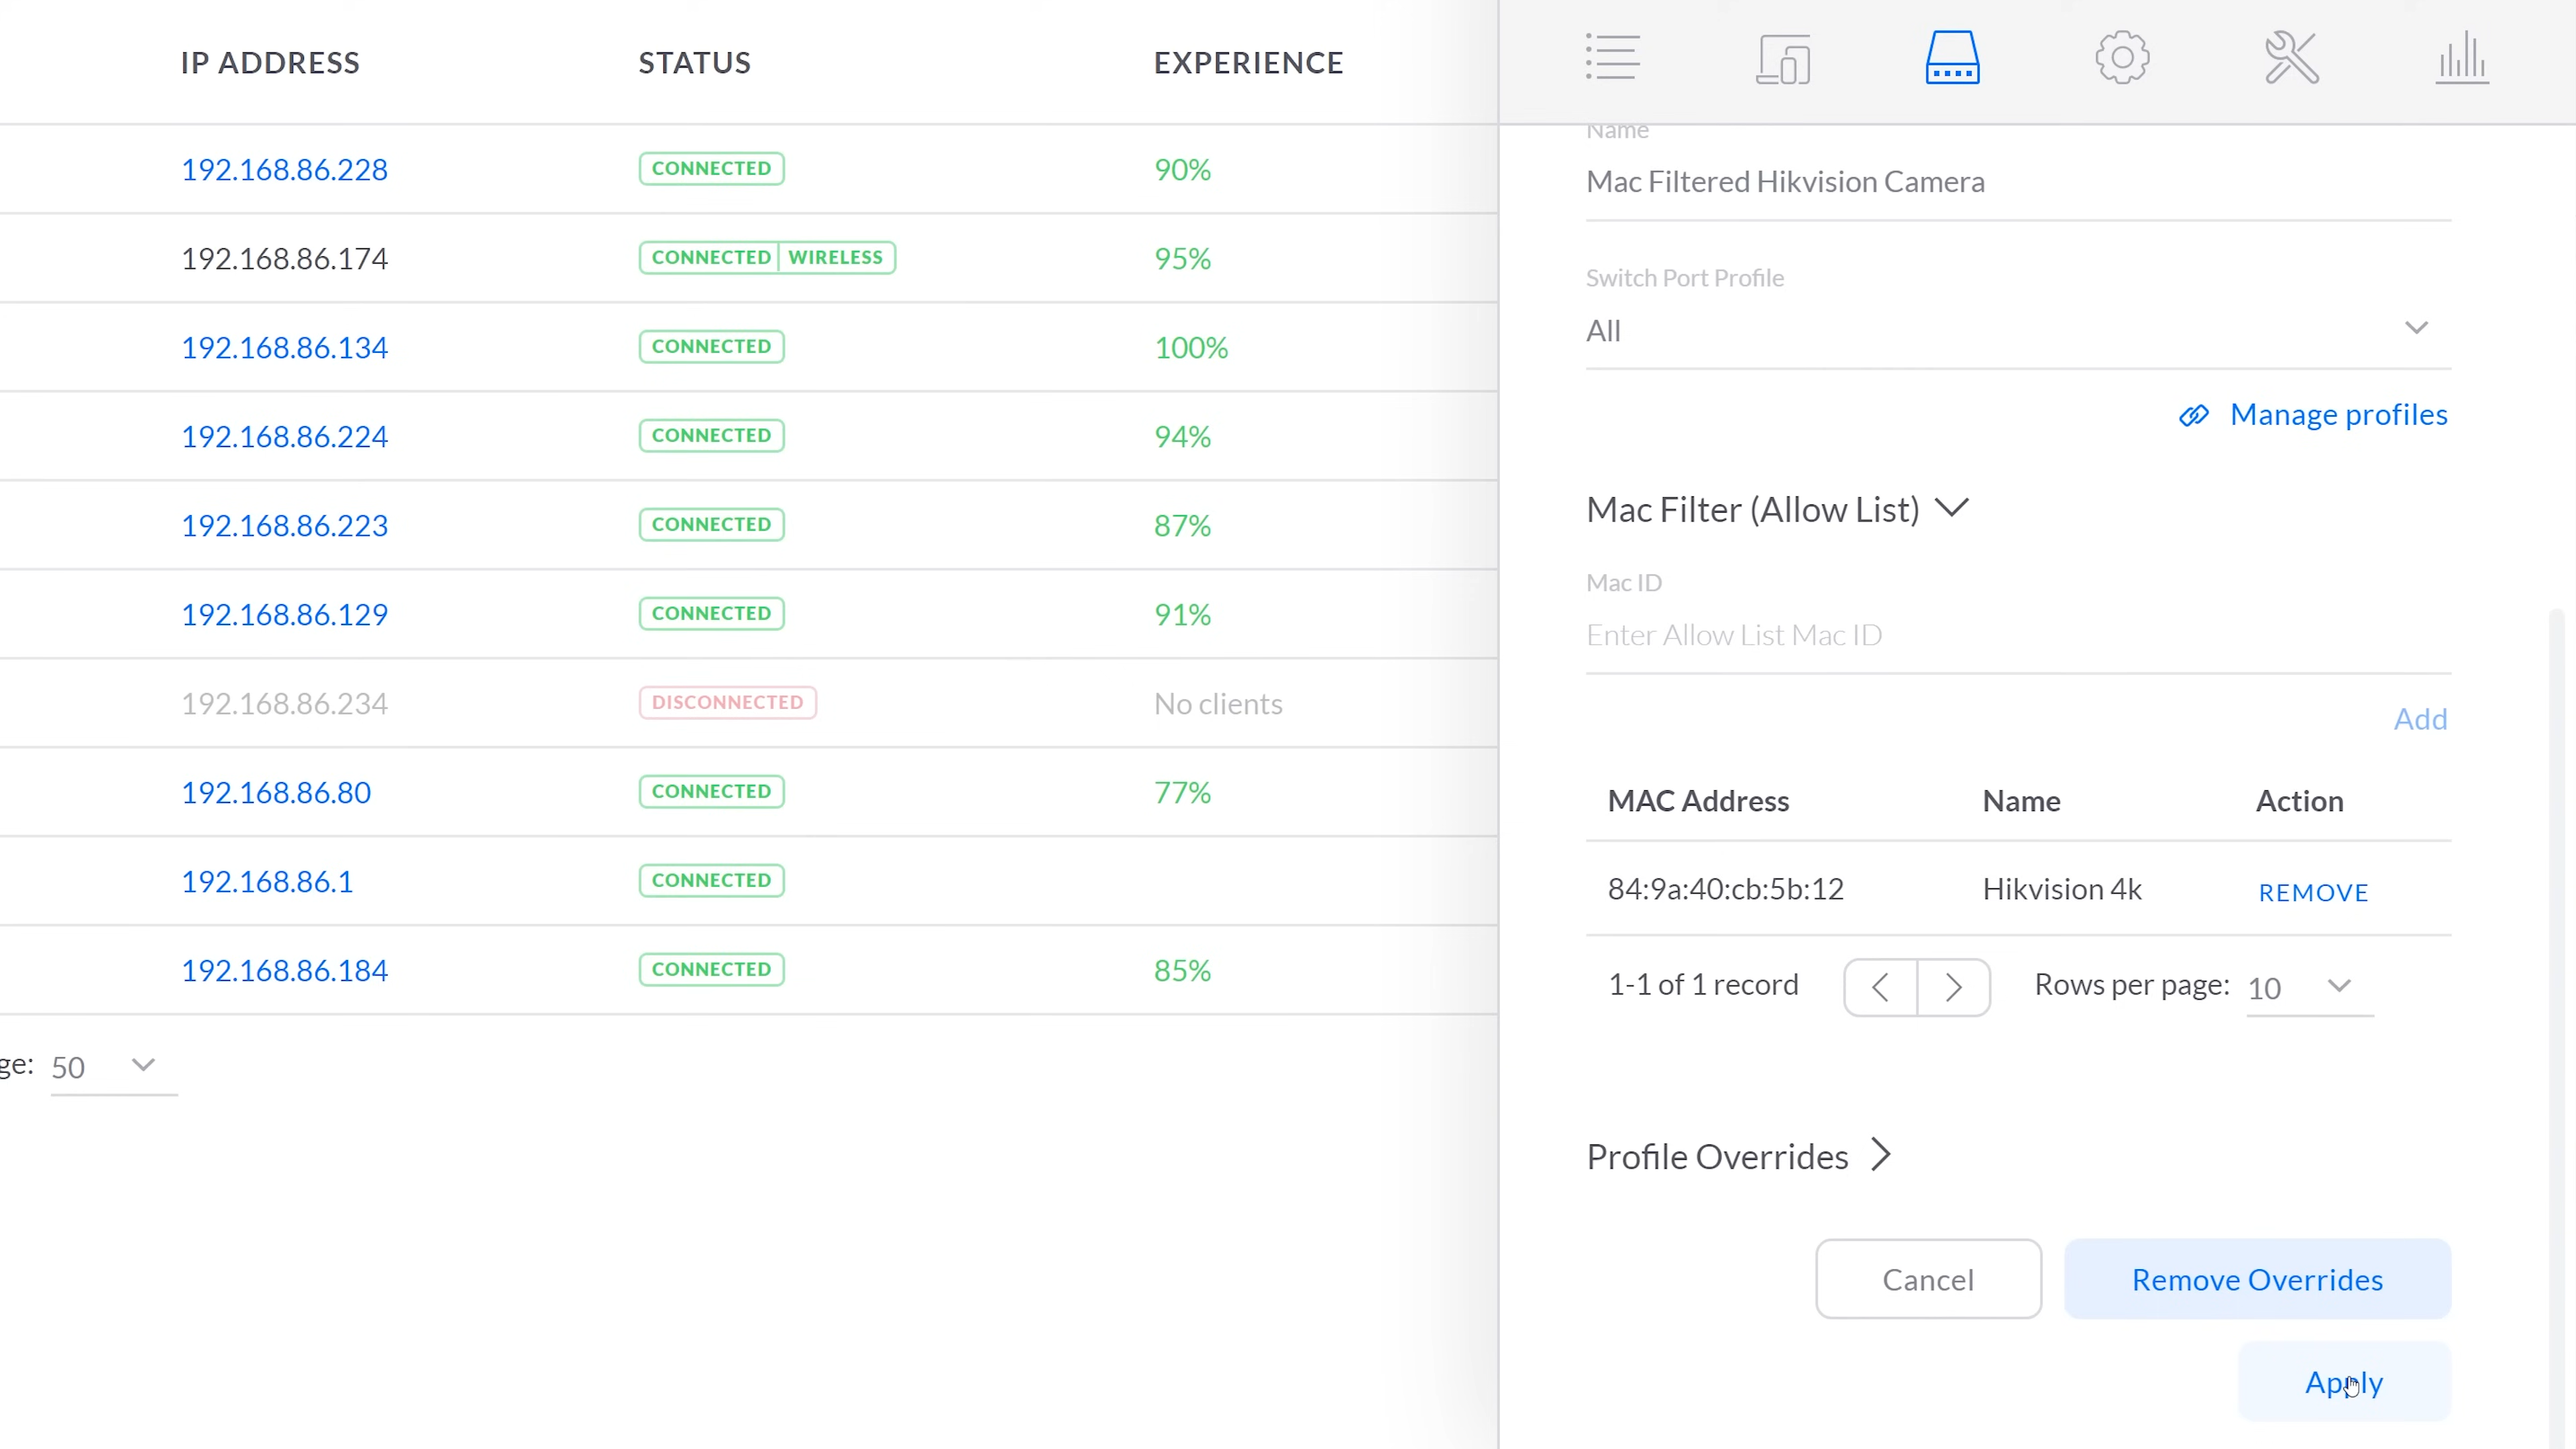 IP ADDRESS STATUS EXPERIENCE
192.168.86.228 CONNECTED 90%
192.168.86.174 CONNECTED WIRELESS 95%
192.168.86.134 CONNECTED 100%
192.168.86.224 CONNECTED 94%
192.168.86.223 CONNECTED 87%
192.168.86.129 CONNECTED 91%
192.168.86.234 DISCONNECTED No clients
192.168.86.80 CONNECTED 77%
192.168.86.1 CONNECTED
192.168.86.184 CONNECTED 85%
ge: 50
Name
Mac Filtered Hikvision Camera
Switch Port Profile
All
Manage profiles
Mac Filter (Allow List)
Mac ID
Enter Allow List Mac ID
Add
MAC Address Name Action
84:9a:40:cb:5b:12 Hikvision 4k REMOVE
1-1 of 1 record Rows per page: 10
Profile Overrides
Cancel Remove Overrides
Apply